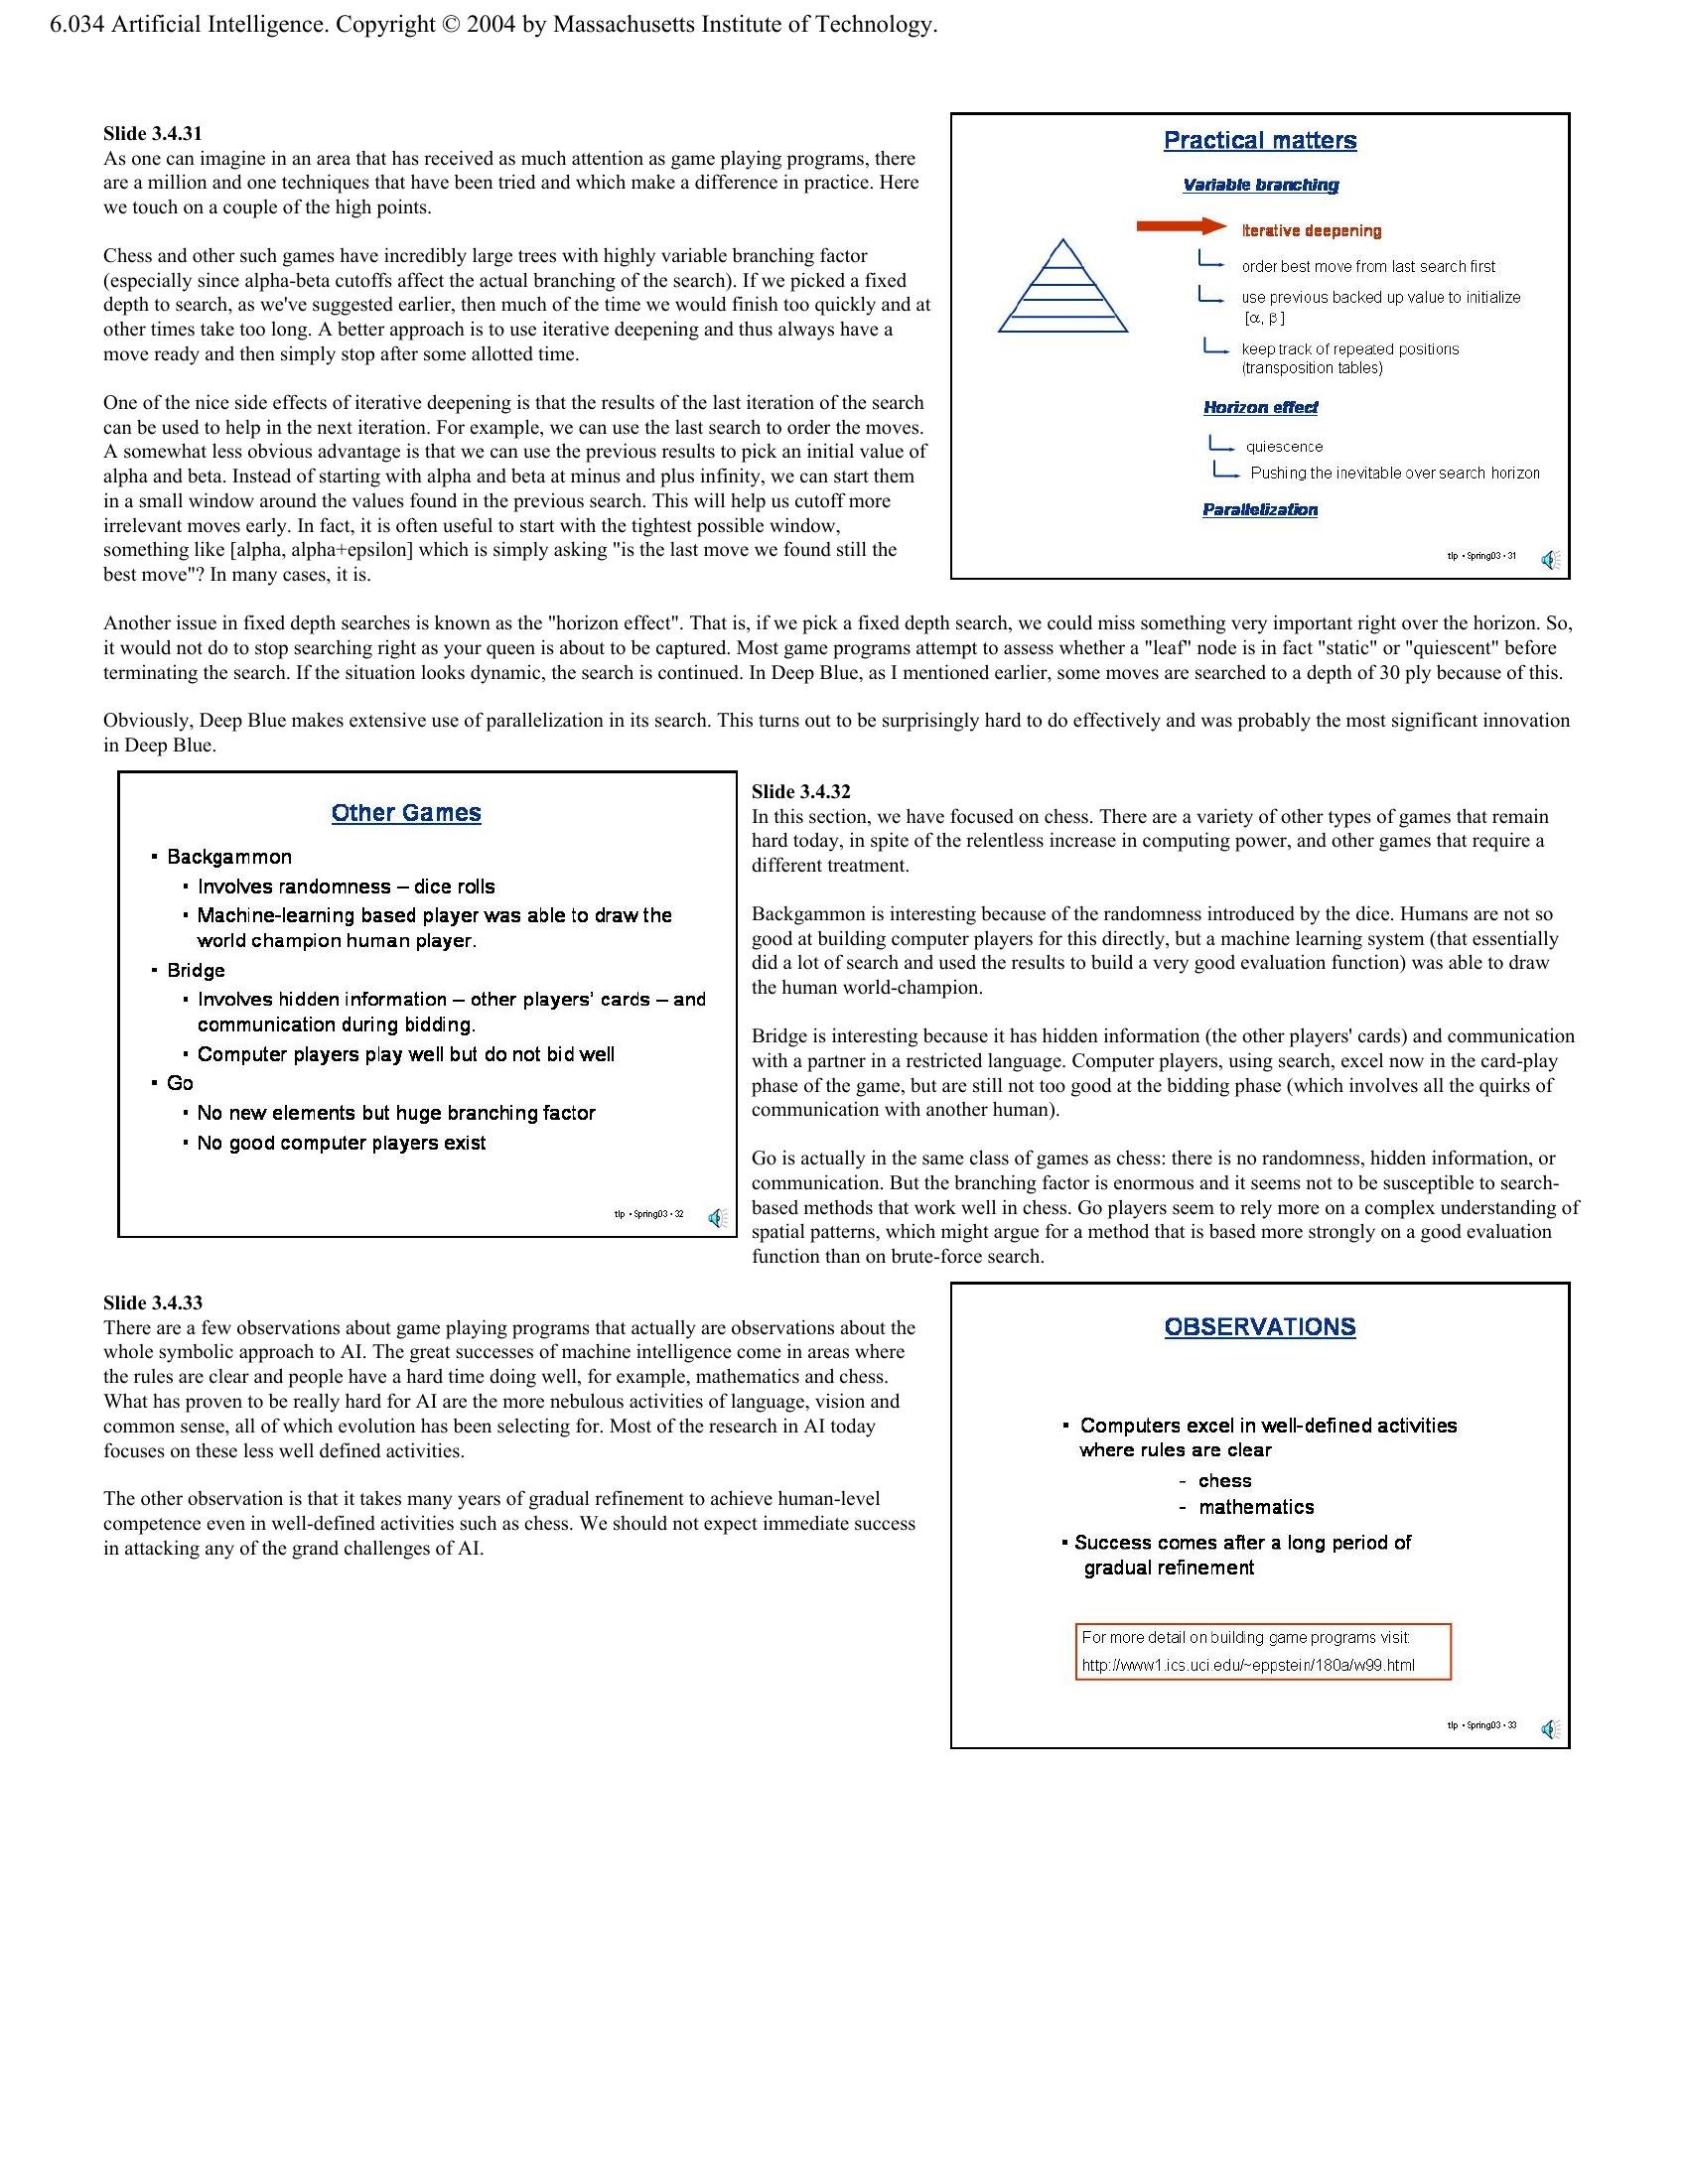 6.034 Artificial Intelligence. Copyright © 2004 by Massachusetts Institute of Technology.
Slide 3.4.31
As one can imagine in an area that has received as much attention as game playing programs, there
are a million and one techniques that have been tried and which make a difference in practice. Here
we touch on a couple of the high points.
Chess and other such games have incredibly large trees with highly variable branching factor
(especially since alpha-beta cutoffs affect the actual branching of the search). If we picked a fixed
depth to search, as we've suggested earlier, then much of the time we would finish too quickly and at
other times take too long. A better approach is to use iterative deepening and thus always have a
move ready and then simply stop after some allotted time.
One of the nice side effects of iterative deepening is that the results of the last iteration of the search
can be used to help in the next iteration. For example, we can use the last search to order the moves.
A somewhat less obvious advantage is that we can use the previous results to pick an initial value of
alpha and beta. Instead of starting with alpha and beta at minus and plus infinity, we can start them
in a small window around the values found in the previous search. This will help us cutoff more
irrelevant moves early. In fact, it is often useful to start with the tightest possible window,
something like [alpha, alpha+epsilon] which is simply asking "is the last move we found still the
best move"? In many cases, it is.
Practical matters
Variable branching
Iterative deepening
order best move from last search first
use previous backed up value to initialize
[α, β ]
keep track of repeated positions
(transposition tables)
Horizon effect
quiescence
Pushing the inevitable over search horizon
Parallelization
tlp • Spring03 • 31
Another issue in fixed depth searches is known as the "horizon effect". That is, if we pick a fixed depth search, we could miss something very important right over the horizon. So,
it would not do to stop searching right as your queen is about to be captured. Most game programs attempt to assess whether a "leaf" node is in fact "static" or "quiescent" before
terminating the search. If the situation looks dynamic, the search is continued. In Deep Blue, as I mentioned earlier, some moves are searched to a depth of 30 ply because of this.
Obviously, Deep Blue makes extensive use of parallelization in its search. This turns out to be surprisingly hard to do effectively and was probably the most significant innovation
in Deep Blue.
Other Games
▪ Backgammon
▪ Involves randomness – dice rolls
▪ Machine-learning based player was able to draw the
world champion human player.
▪ Bridge
▪ Involves hidden information – other players' cards – and
communication during bidding.
▪ Computer players play well but do not bid well
▪ Go
▪ No new elements but huge branching factor
▪ No good computer players exist
tlp • Spring03 • 32
Slide 3.4.32
In this section, we have focused on chess. There are a variety of other types of games that remain
hard today, in spite of the relentless increase in computing power, and other games that require a
different treatment.
Backgammon is interesting because of the randomness introduced by the dice. Humans are not so
good at building computer players for this directly, but a machine learning system (that essentially
did a lot of search and used the results to build a very good evaluation function) was able to draw
the human world-champion.
Bridge is interesting because it has hidden information (the other players' cards) and communication
with a partner in a restricted language. Computer players, using search, excel now in the card-play
phase of the game, but are still not too good at the bidding phase (which involves all the quirks of
communication with another human).
Go is actually in the same class of games as chess: there is no randomness, hidden information, or
communication. But the branching factor is enormous and it seems not to be susceptible to search-
based methods that work well in chess. Go players seem to rely more on a complex understanding of
spatial patterns, which might argue for a method that is based more strongly on a good evaluation
function than on brute-force search.
Slide 3.4.33
There are a few observations about game playing programs that actually are observations about the
whole symbolic approach to AI. The great successes of machine intelligence come in areas where
the rules are clear and people have a hard time doing well, for example, mathematics and chess.
What has proven to be really hard for AI are the more nebulous activities of language, vision and
common sense, all of which evolution has been selecting for. Most of the research in AI today
focuses on these less well defined activities.
The other observation is that it takes many years of gradual refinement to achieve human-level
competence even in well-defined activities such as chess. We should not expect immediate success
in attacking any of the grand challenges of AI.
OBSERVATIONS
▪ Computers excel in well-defined activities
where rules are clear
- chess
- mathematics
▪ Success comes after a long period of
gradual refinement
For more detail on building game programs visit:
http://www1.ics.uci.edu/~eppstein/180a/w99.html
tlp • Spring03 • 33